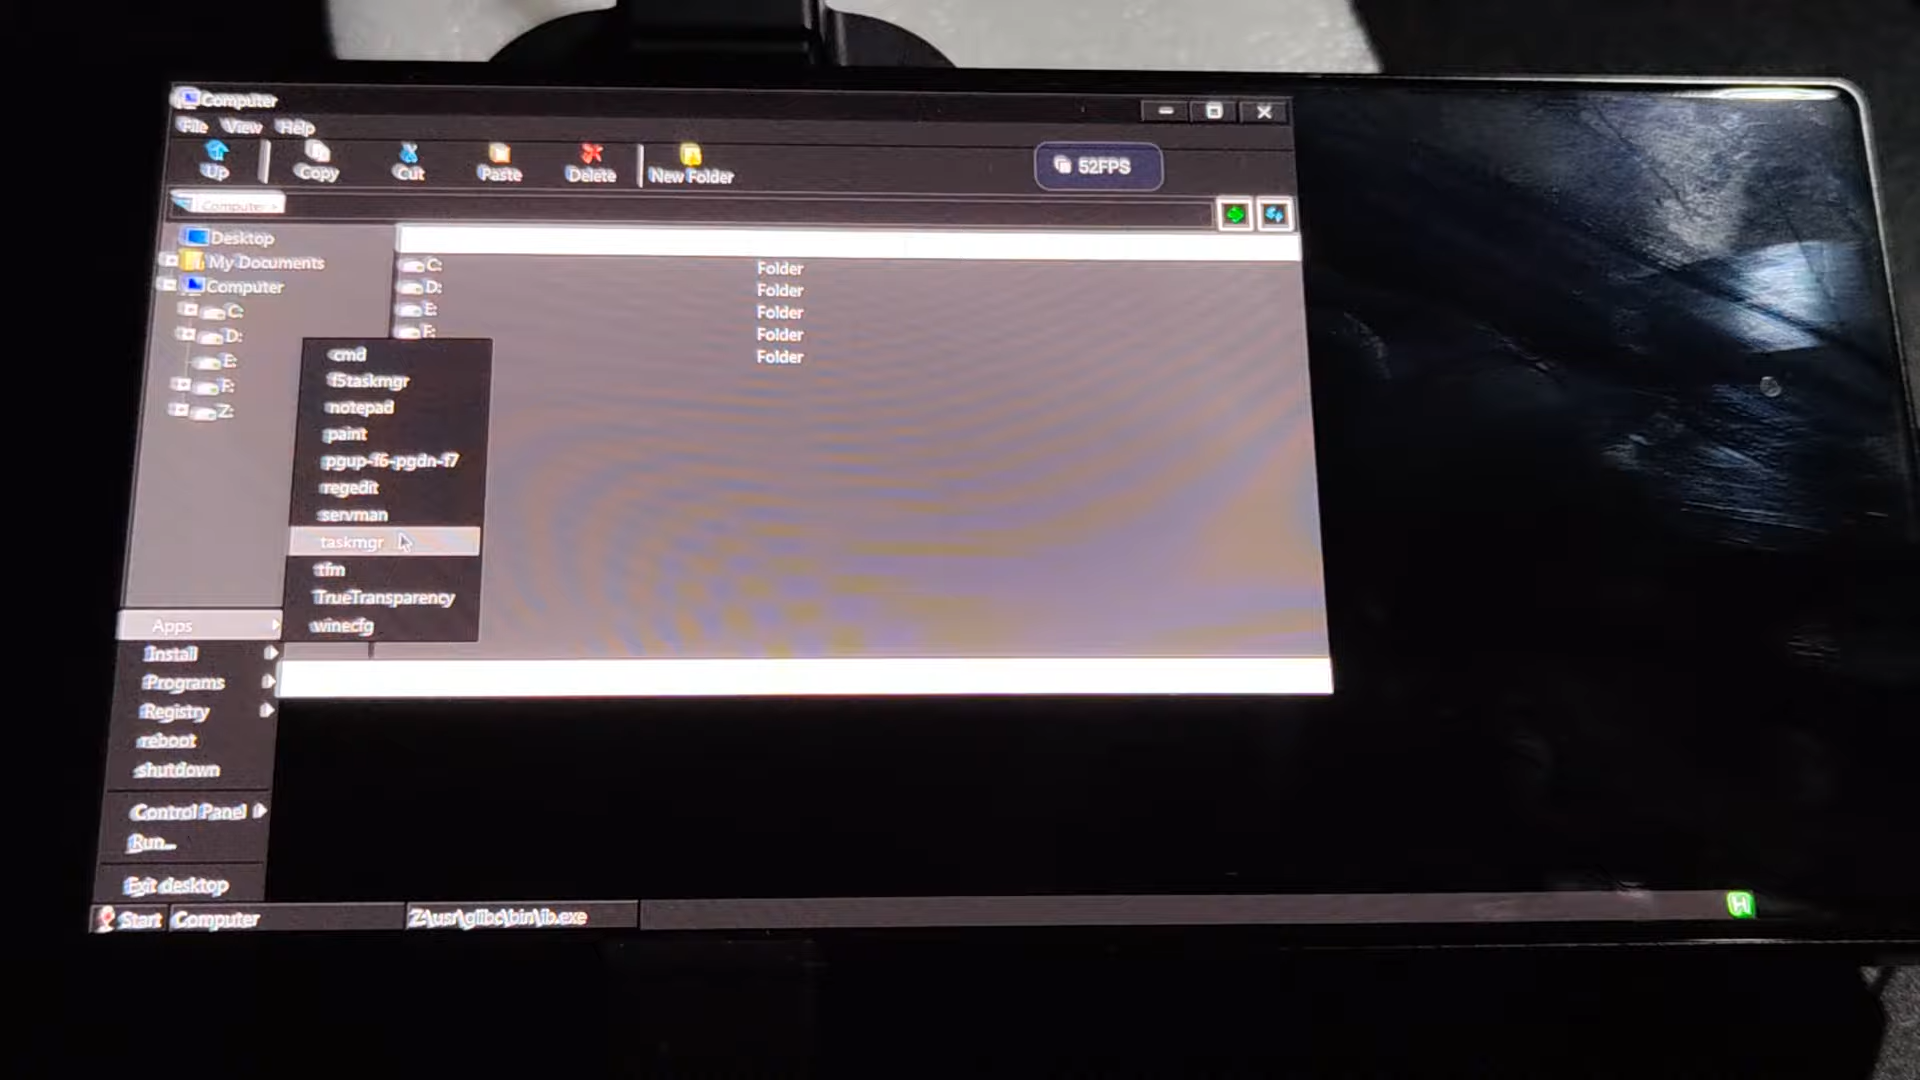 Computer
File View Help
Up Copy Cut Paste Delete New Folder
52FPS
Computer
Desktop
My Documents
Computer
C:
D:
E:
F:
Z:
C: Folder
D: Folder
E: Folder
F: Folder
Folder
cmd
f5taskmgr
notepad
paint
pgup-f6-pgdn-f7
regedit
servman
taskmgr
tfm
TrueTransparency
winecfg
Apps
Install
Programs
Registry
reboot
shutdown
Control Panel
Run...
Exit desktop
Start Computer Z:\usr\glibc\bin\ib.exe
H